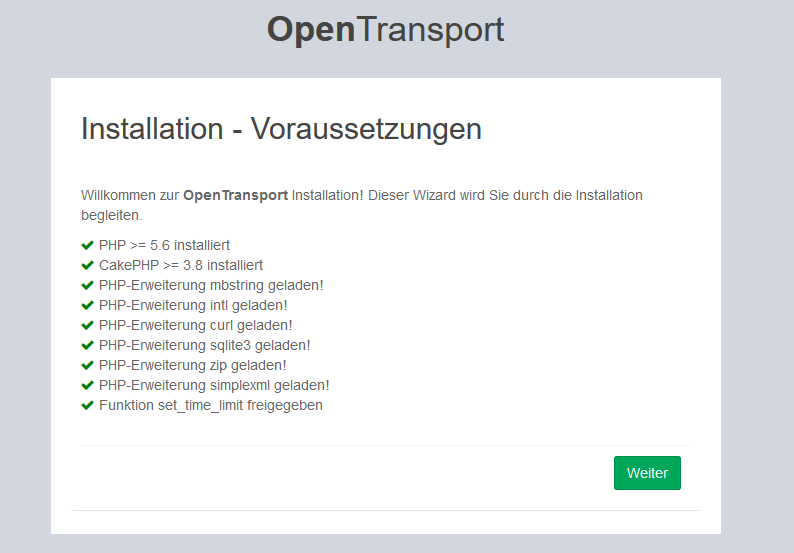 OpenTransport
Installation - Voraussetzungen
Willkommen zur OpenTransport Installation! Dieser Wizard wird Sie durch die Installation
begleiten.
PHP >= 5.6 installiert
CakePHP >= 3.8 installiert
PHP-Erweiterung mbstring geladen!
PHP-Erweiterung intl geladen!
PHP-Erweiterung curl geladen!
PHP-Erweiterung sqlite3 geladen!
PHP-Erweiterung zip geladen!
PHP-Erweiterung simplexml geladen!
Funktion set_time_limit freigegeben
Weiter